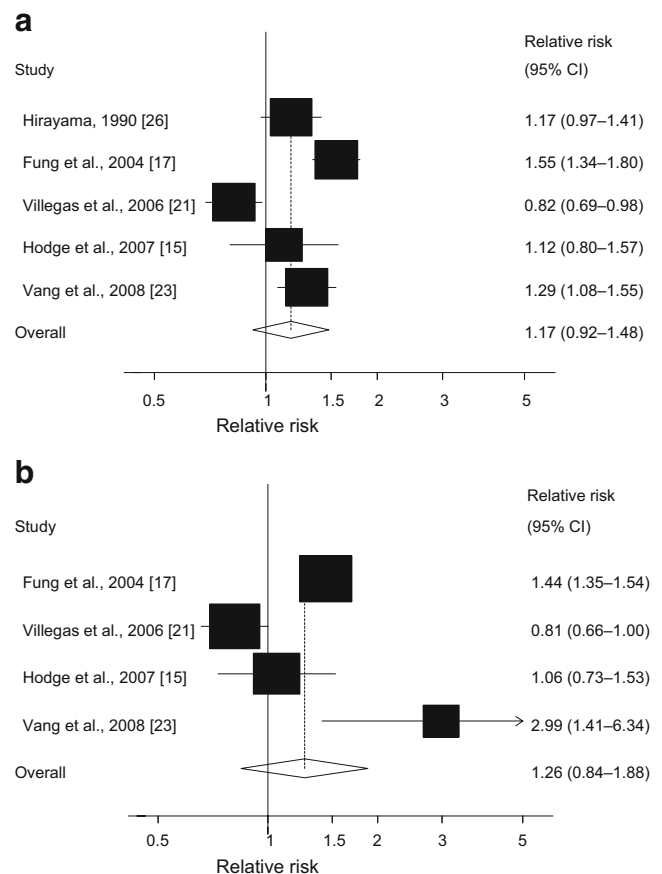 a
Relative risk
Study (95% CI)
Hirayama, 1990 [26] 1.17 (0.97–1.41)
Fung et al., 2004 [17] 1.55 (1.34–1.80)
Villegas et al., 2006 [21] 0.82 (0.69–0.98)
Hodge et al., 2007 [15] 1.12 (0.80–1.57)
Vang et al., 2008 [23] 1.29 (1.08–1.55)
Overall 1.17 (0.92–1.48)
0.5 1 1.5 2 3 5
Relative risk
b
Relative risk
Study (95% CI)
Fung et al., 2004 [17] 1.44 (1.35–1.54)
Villegas et al., 2006 [21] 0.81 (0.66–1.00)
Hodge et al., 2007 [15] 1.06 (0.73–1.53)
Vang et al., 2008 [23] 2.99 (1.41–6.34)
Overall 1.26 (0.84–1.88)
0.5 1 1.5 2 3 5
Relative risk